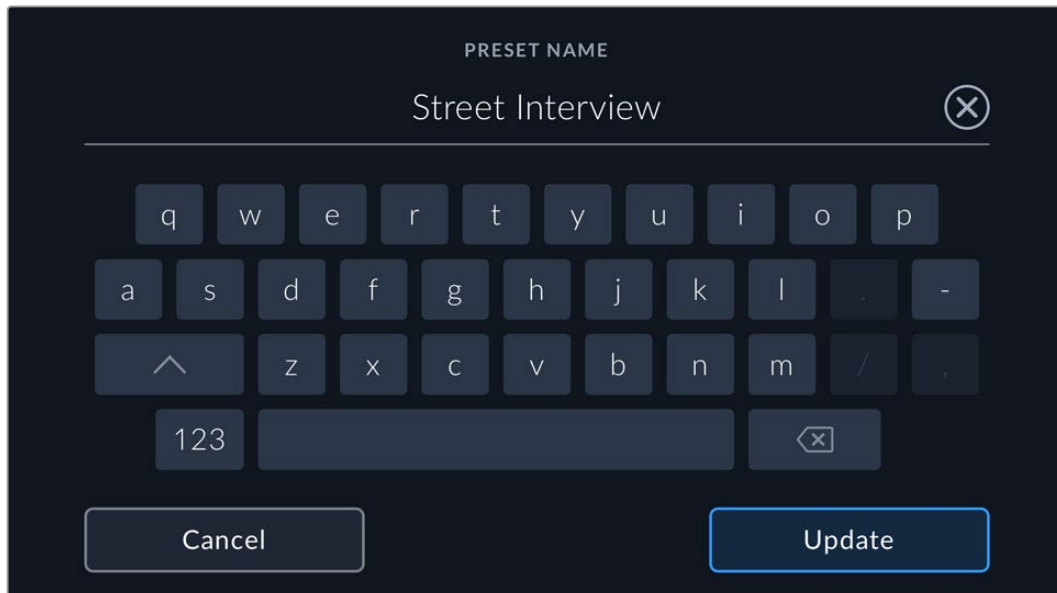 PRESET NAME
Street Interview
q w e r t y u i o p
a s d f g h j k l . -
z x c v b n m / ,
123
Cancel Update